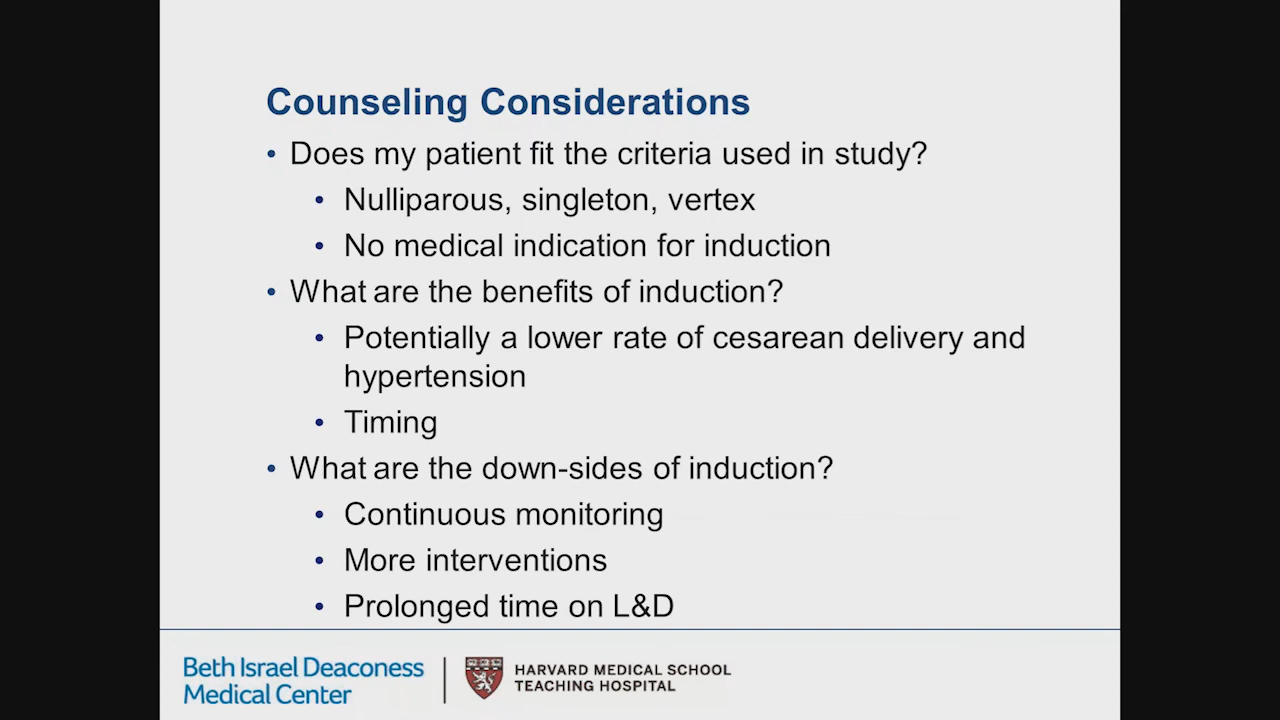 Counseling Considerations
• Does my patient fit the criteria used in study?
• Nulliparous, singleton, vertex
• No medical indication for induction
• What are the benefits of induction?
• Potentially a lower rate of cesarean delivery and
hypertension
• Timing
• What are the down-sides of induction?
• Continuous monitoring
• More interventions
• Prolonged time on L&D
Beth Israel Deaconess
Medical Center
HARVARD MEDICAL SCHOOL
TEACHING HOSPITAL